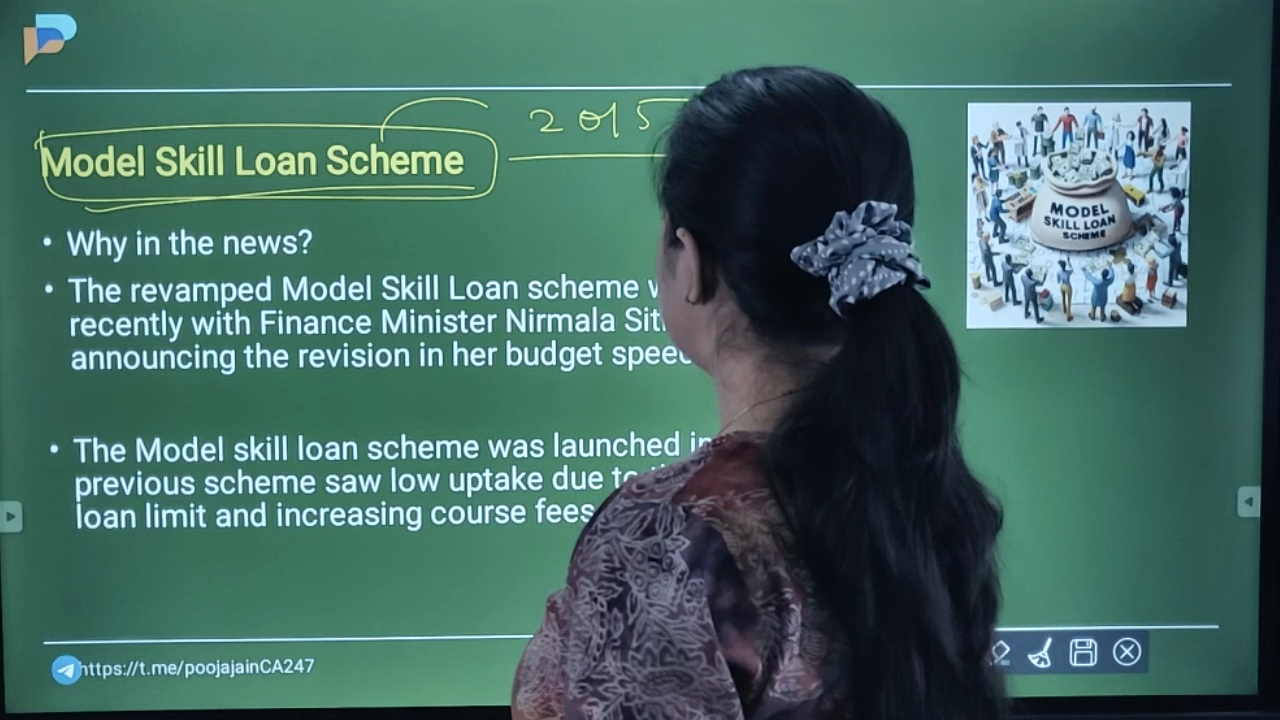 2015
Model Skill Loan Scheme
MODEL
SKILL LOAN
SCHEME
• Why in the news?
• The revamped Model Skill Loan scheme
recently with Finance Minister Nirmala
announcing the revision in her budget
• The Model skill loan scheme was launched
previous scheme saw low uptake due
loan limit and increasing course fees
https://t.me/poojajainCA247